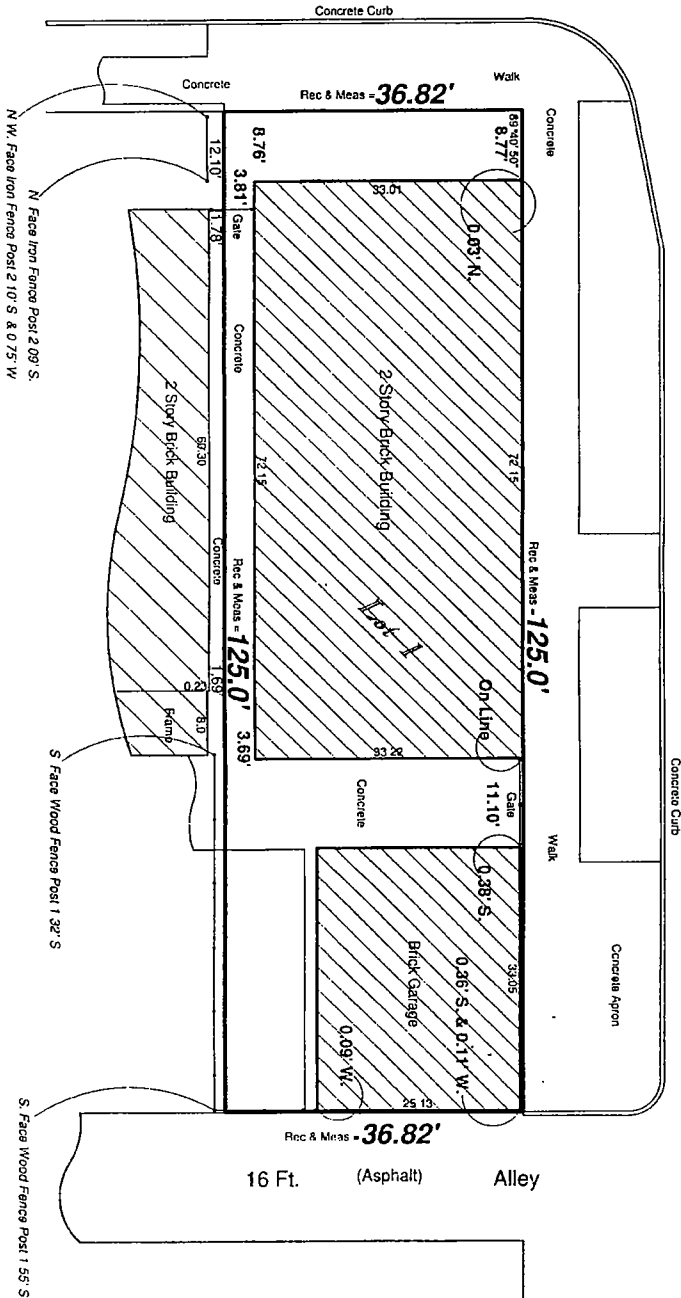 Concrete Curb
Concrete
Rec & Meas = 36.82'
Walk
Concrete
89°40'50"
8.77'
8.76'
12.10'
3.81'
Gate
1.78'
33.01
0.03' N.
N Face Iron Fence Post 2 09' S.
N W. Face Iron Fence Post 2 10' S & 0 75' W
Concrete
2 Story Brick Building
72 15
2 Story Brick Building
72 15
60.30
Concrete
Rec & Meas = 125.0'
Rec & Meas - 125.0'
Lot 1
On Line
1.69'
0.23
8.0
Frame
3.69'
Concrete
Gate
11.10'
Walk
Concrete Curb
S Face Wood Fence Post 1 32' S
0.38' S.
Brick Garage
33.05
0.36' S. & 0.11' W.
0.09' W.
25 13
Concrete Apron
Rec & Meas - 36.82'
16 Ft.
(Asphalt)
Alley
S. Face Wood Fence Post 1 55' S